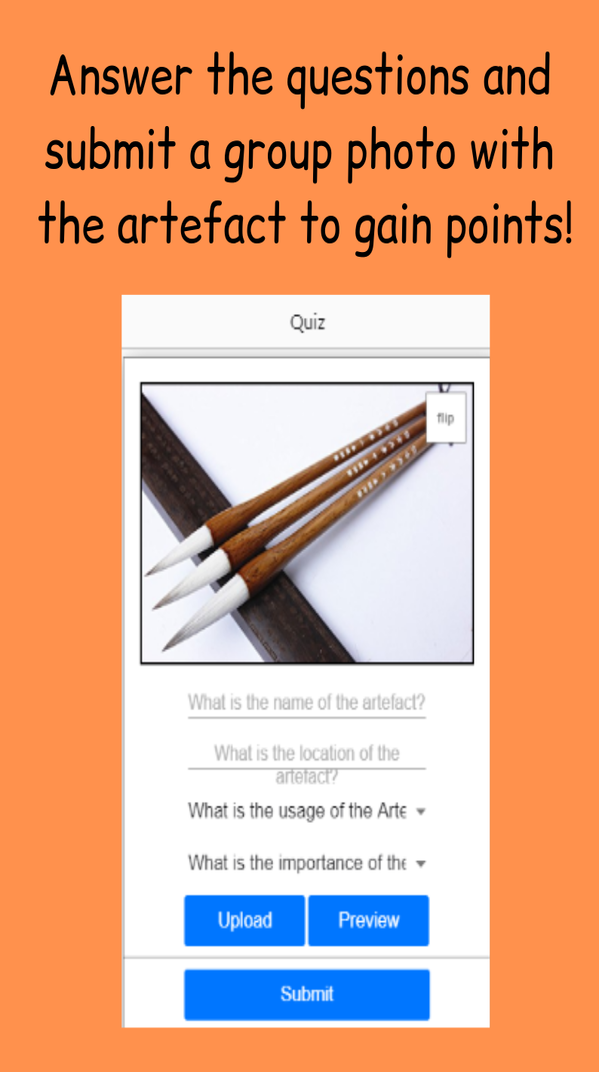 Answer the questions and
submit a group photo with
the artefact to gain points!
Quiz
flip
What is the name of the artefact?
What is the location of the
artefact?
What is the usage of the Arte
What is the importance of the
Upload Preview
Submit